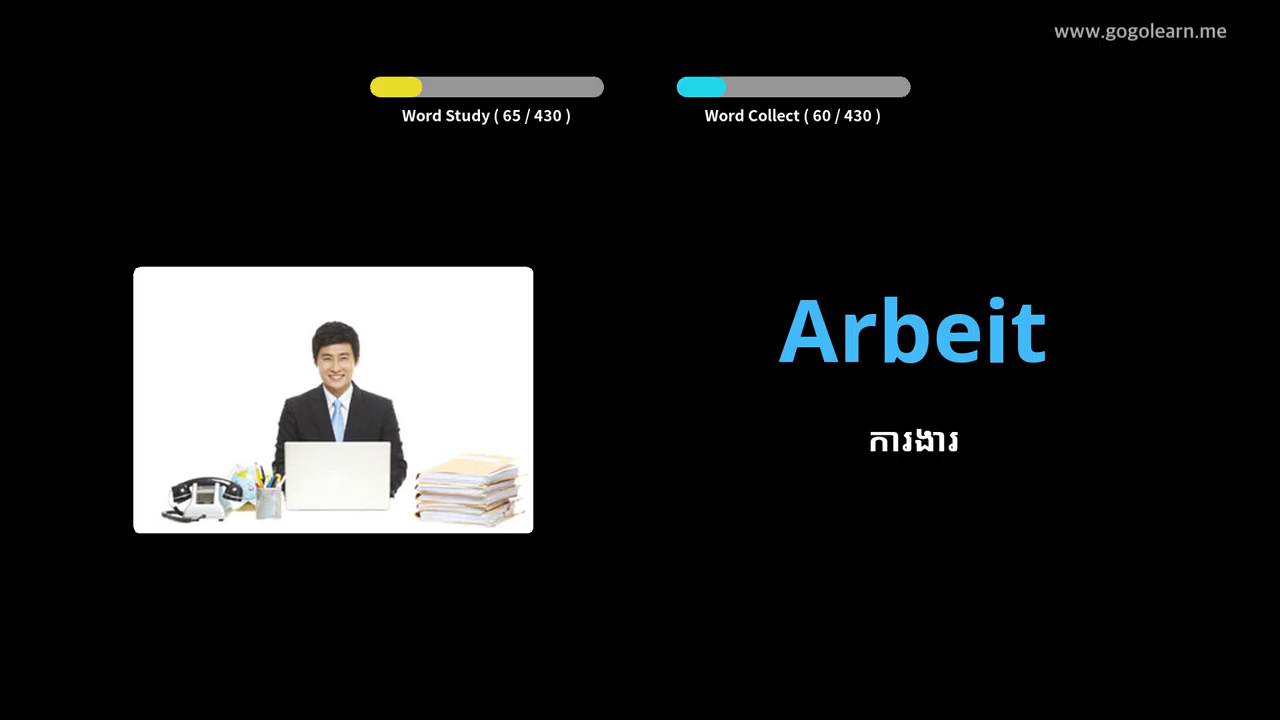 www.gogolearn.me
Word Study ( 65 / 430 )
Word Collect ( 60 / 430 )
Arbeit
ការងារ